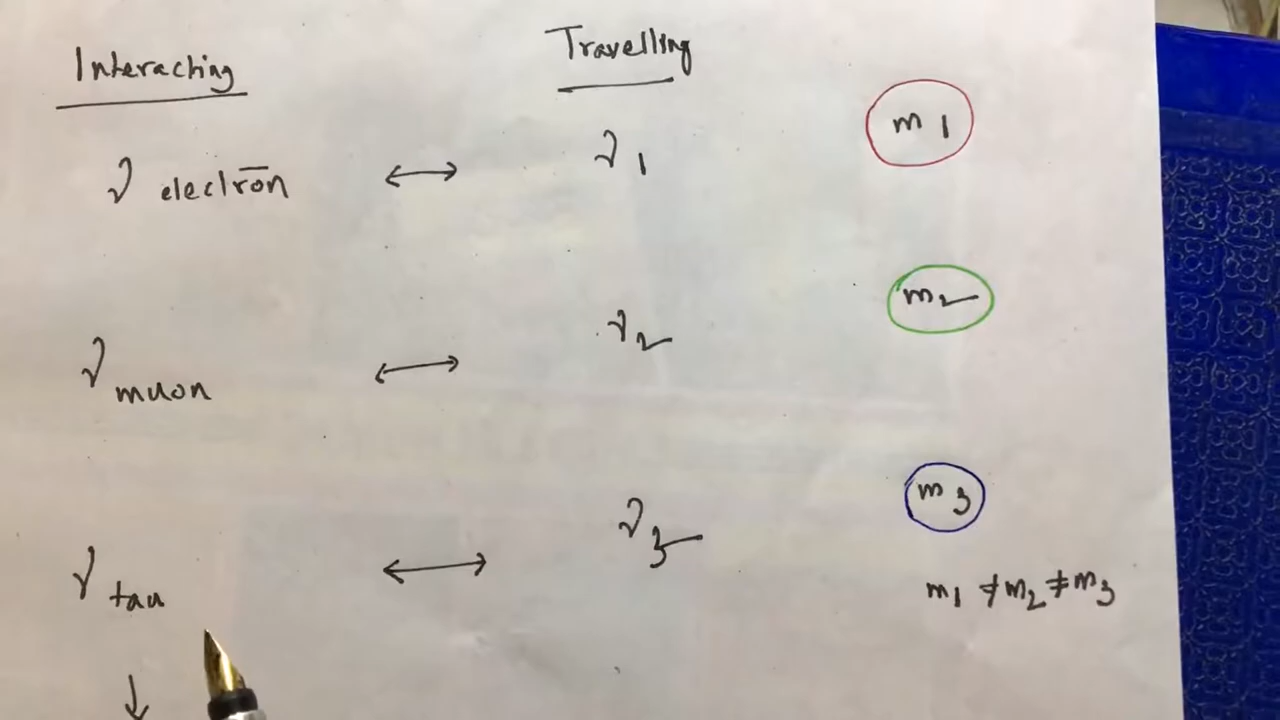 Interacting Travelling
ν electron ↔ ν1 m1
ν muon ↔ ν2 m2
ν tau ↔ ν3 m3
m1 ≠ m2 ≠ m3
↓